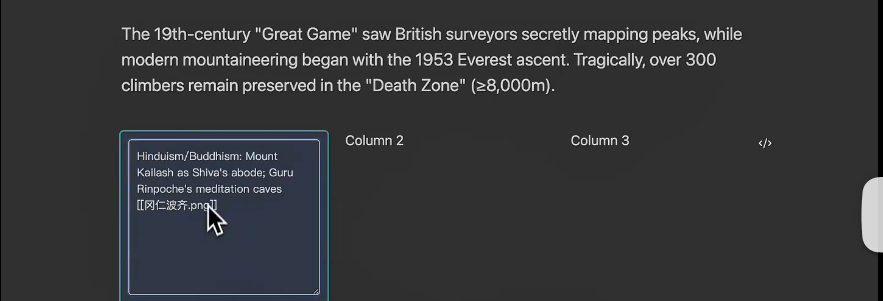 The 19th-century "Great Game" saw British surveyors secretly mapping peaks, while
modern mountaineering began with the 1953 Everest ascent. Tragically, over 300
climbers remain preserved in the "Death Zone" (≥8,000m).
Hinduism/Buddhism: Mount
Kailash as Shiva's abode; Guru
Rinpoche's meditation caves
[[冈仁波齐.png]]
Column 2
Column 3
</>